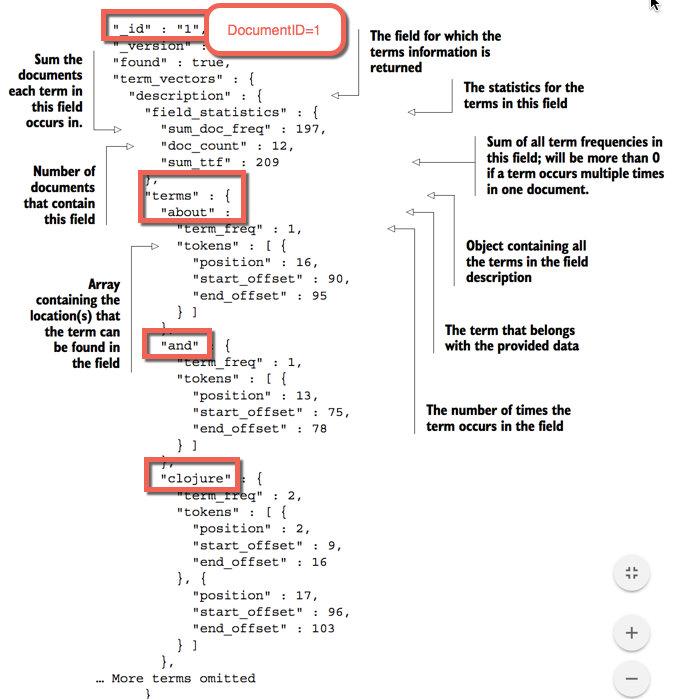 "_id" : "1",
DocumentID=1
"_version" :
"found" : true,
"term_vectors" : {
"description" : {
"field_statistics" : {
"sum_doc_freq" : 197,
"doc_count" : 12,
"sum_ttf" : 209
},
"terms" : {
"about" :
"term_freq" : 1,
"tokens" : [ {
"position" : 16,
"start_offset" : 90,
"end_offset" : 95
} ]
},
"and" : {
"term_freq" : 1,
"tokens" : [ {
"position" : 13,
"start_offset" : 75,
"end_offset" : 78
} ]
},
"clojure" : {
"term_freq" : 2,
"tokens" : [ {
"position" : 2,
"start_offset" : 9,
"end_offset" : 16
}, {
"position" : 17,
"start_offset" : 96,
"end_offset" : 103
} ]
},
… More terms omitted
}
Sum the
documents
each term in
this field
occurs in.
Number of
documents
that contain
this field
Array
containing the
location(s) that
the term can
be found in
the field
The field for which the
terms information is
returned
The statistics for the
terms in this field
Sum of all term frequencies in
this field; will be more than 0
if a term occurs multiple times
in one document.
Object containing all
the terms in the field
description
The term that belongs
with the provided data
The number of times the
term occurs in the field